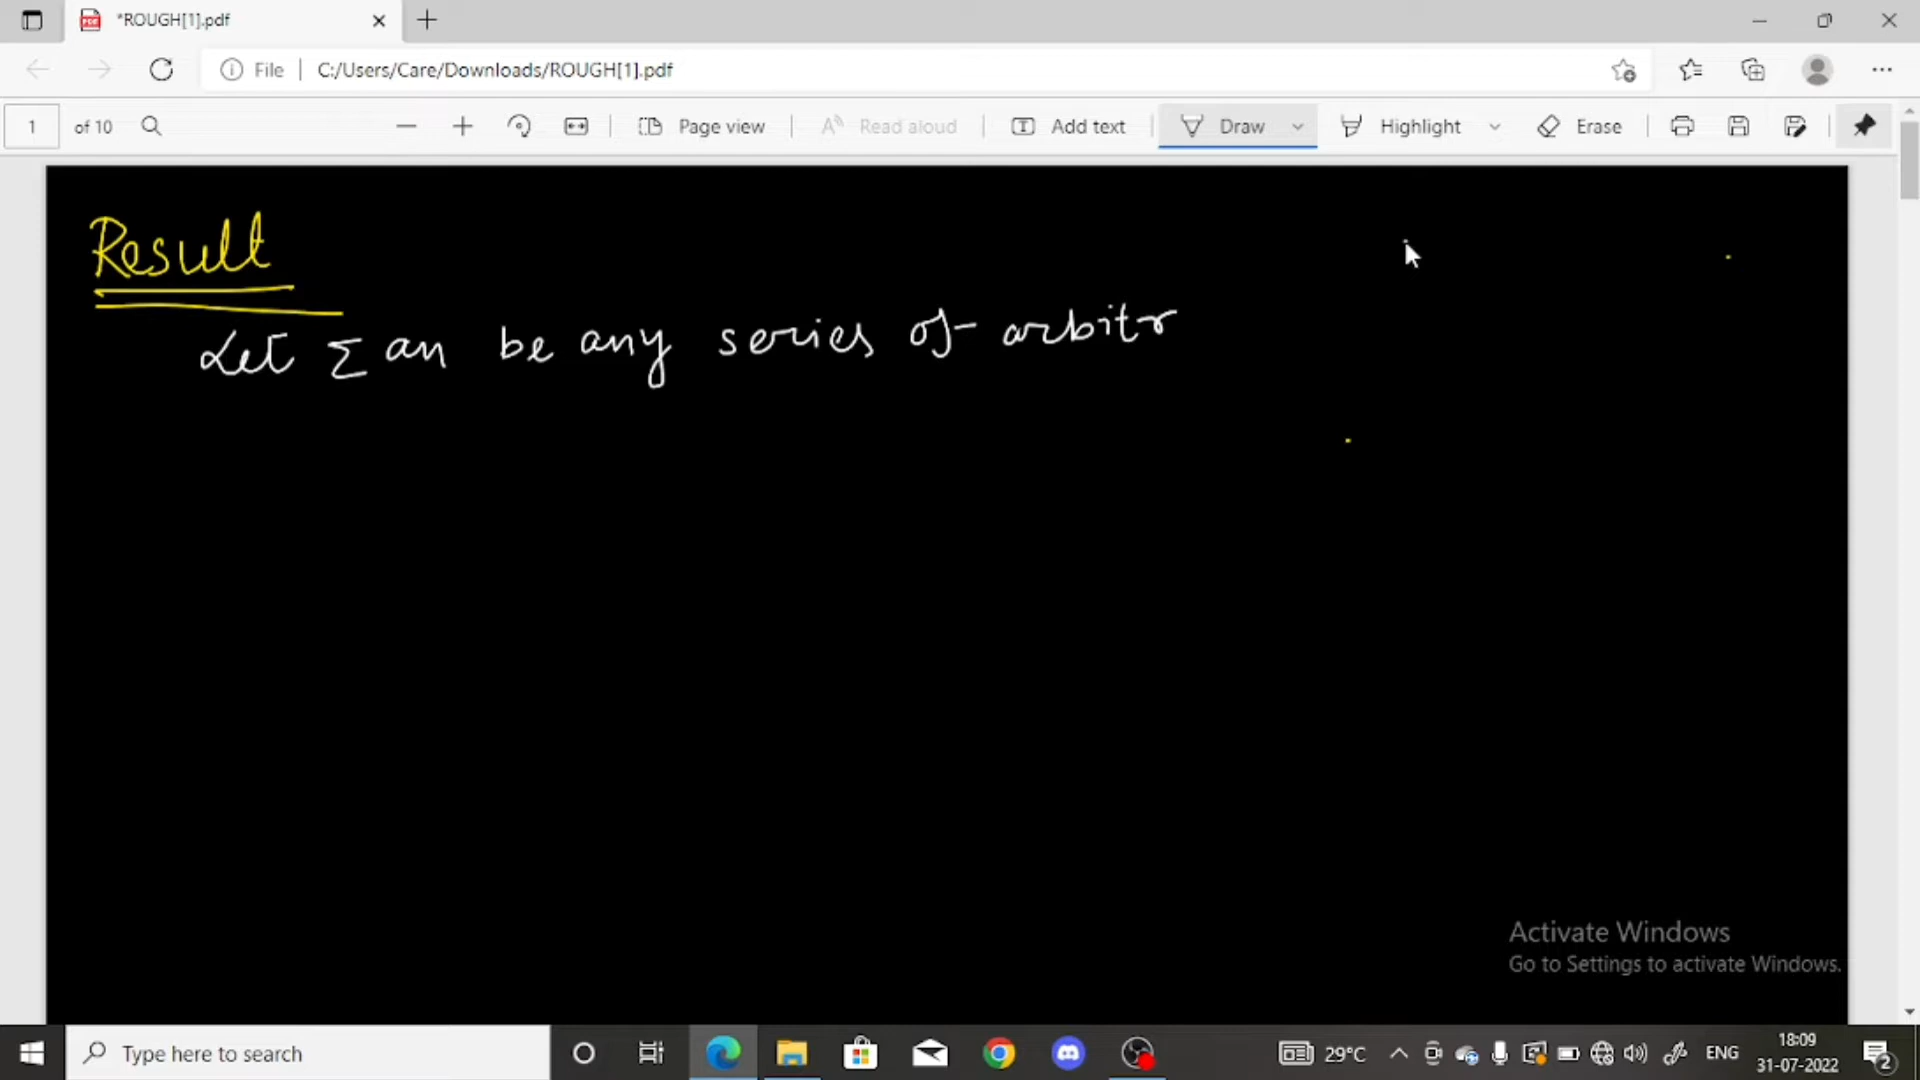 *ROUGH[1].pdf
File C:/Users/Care/Downloads/ROUGH[1].pdf
1 of 10 Page view Read aloud Add text Draw Highlight Erase
Result
Let Σ an be any series of arbitr
Activate Windows
Go to Settings to activate Windows.
Type here to search 29°C ENG 18:09
31-07-2022 2